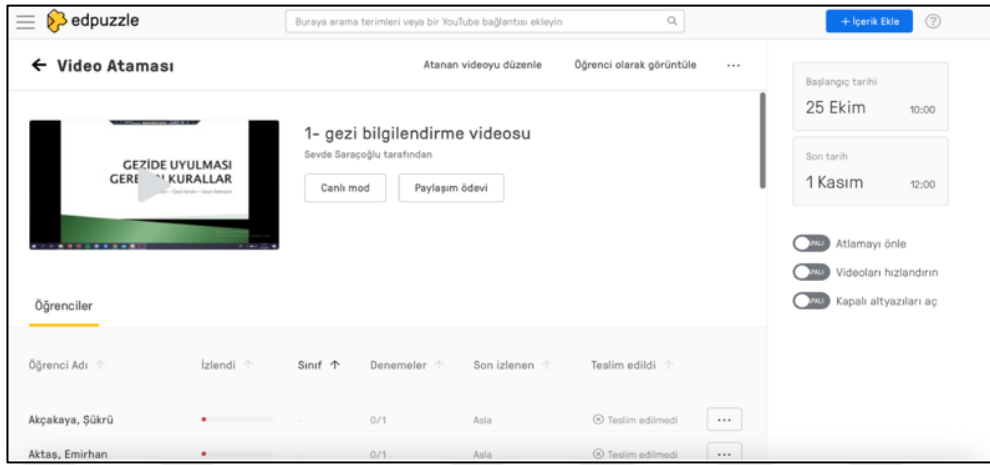 edpuzzle
Buraya arama terimleri veya bir YouTube bağlantısı ekleyin
+ İçerik Ekle
?
← Video Ataması
Atanan videoyu düzenle
Öğrenci olarak görüntüle
...
GEZİDE UYULMASI
KURALLAR
1- gezi bilgilendirme videosu
Sevde Saraçoğlu tarafından
Canlı mod
Paylaşım ödevi
Başlangıç tarihi
25 Ekim 10:00
Son tarih
1 Kasım 12:00
Atlamayı önle
Videoları hızlandırın
Kapalı altyazıları aç
Öğrenciler
Öğrenci Adı ↑ İzlendi ↑ Sınıf ↑ Denemeler ↑ Son izlenen ↑ Teslim edildi ↑
Akçakaya, Şükrü - 0/1 Asla Teslim edilmedi ...
Aktaş, Emirhan - 0/1 Asla Teslim edilmedi ...